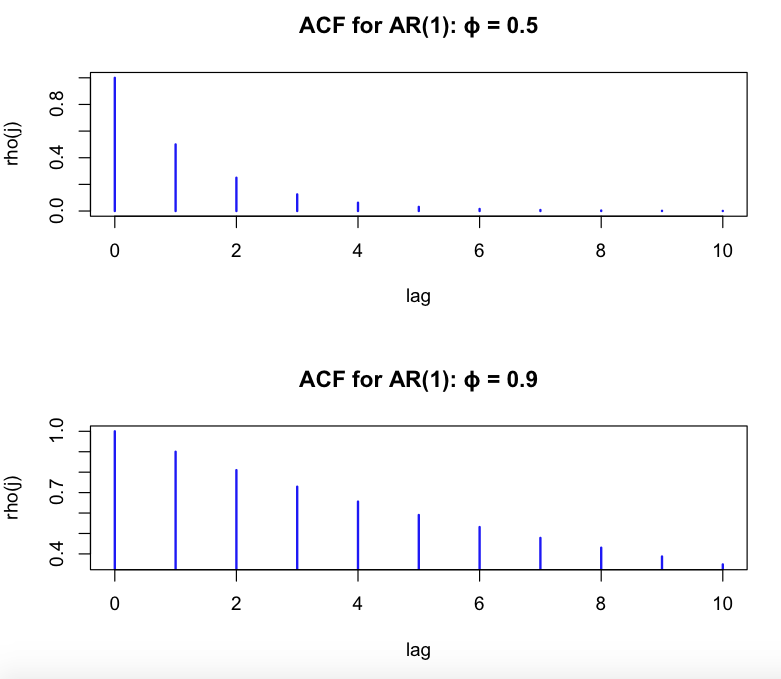 ACF for AR(1): ϕ = 0.5
rho(j)
0.8
0.4
0.0
0 2 4 6 8 10
lag
ACF for AR(1): ϕ = 0.9
rho(j)
1.0
0.7
0.4
0 2 4 6 8 10
lag